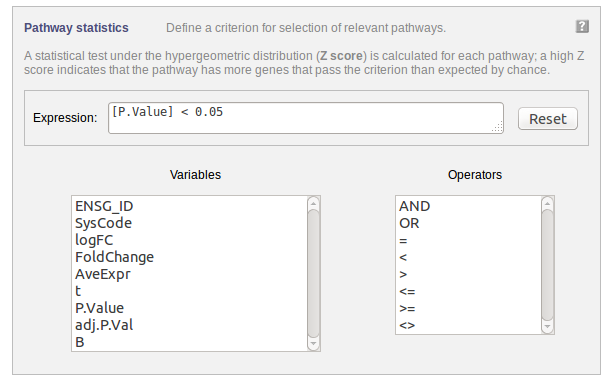 Pathway statistics Define a criterion for selection of relevant pathways. ?
A statistical test under the hypergeometric distribution (Z score) is calculated for each pathway; a high Z
score indicates that the pathway has more genes that pass the criterion than expected by chance.
Expression: [P.Value] < 0.05 Reset
Variables
ENSG_ID
SysCode
logFC
FoldChange
AveExpr
t
P.Value
adj.P.Val
B
Operators
AND
OR
=
<
>
<=
>=
<>